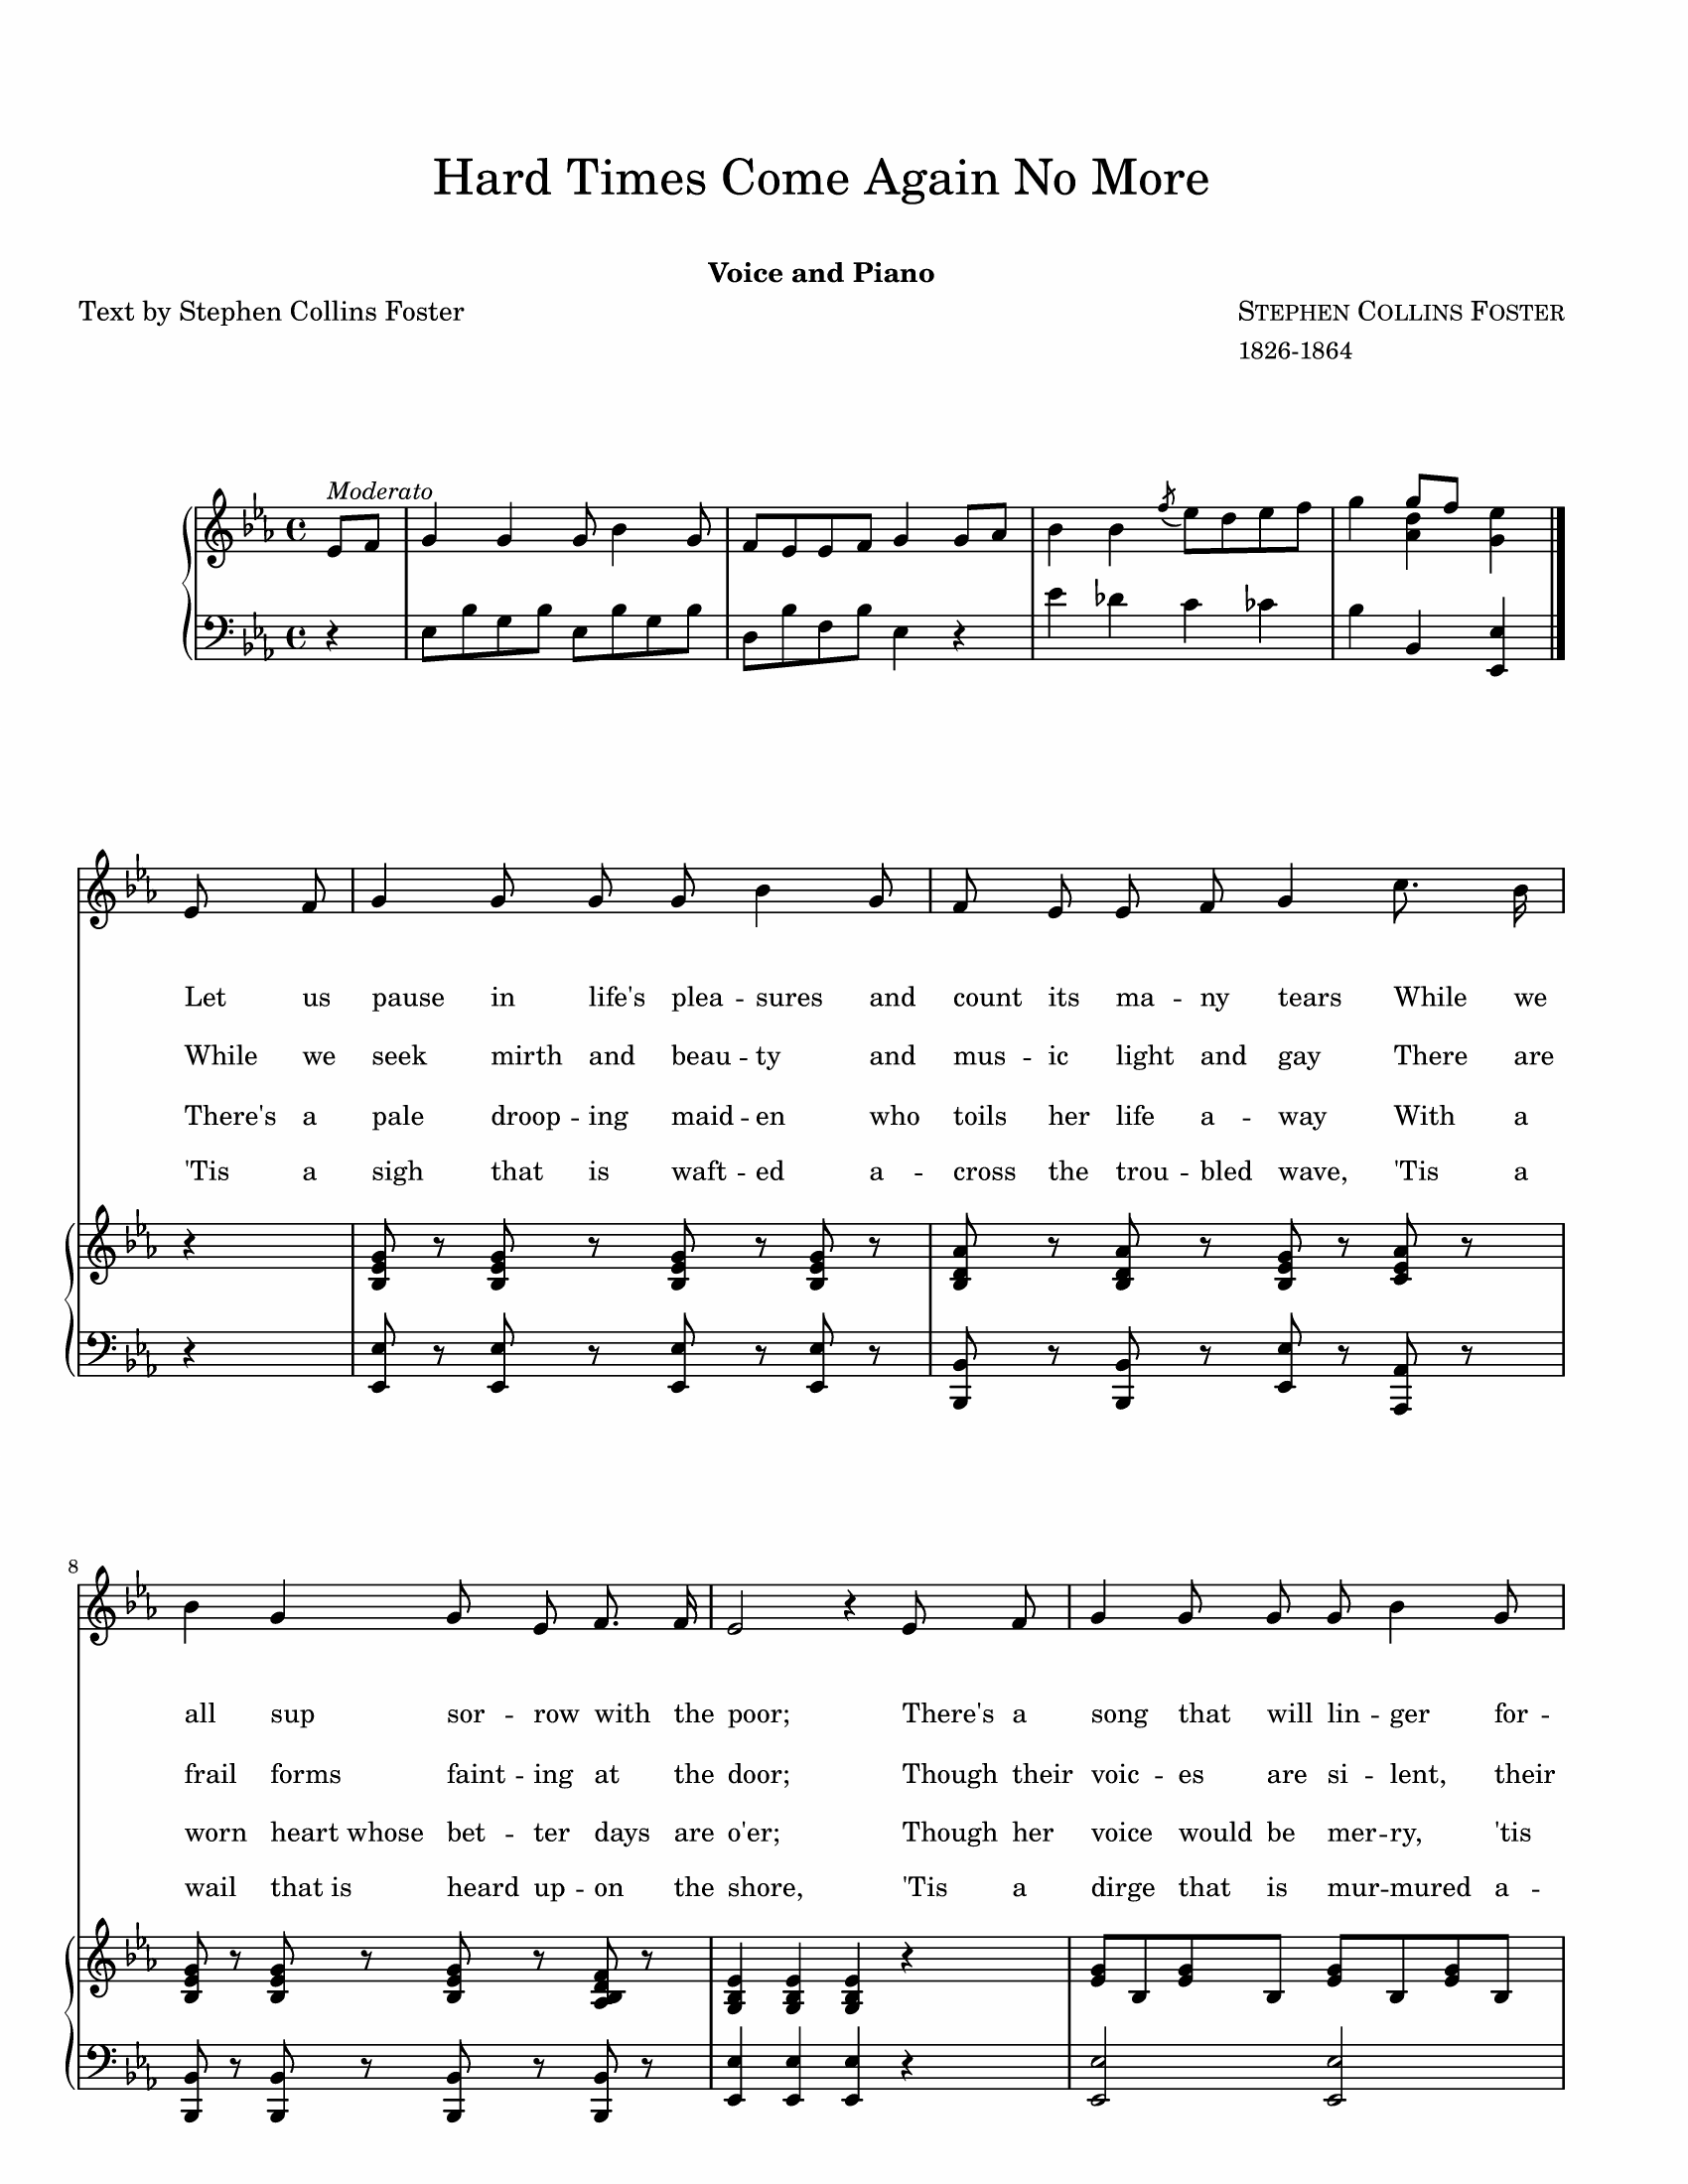 Hard Times Come Again No More
Voice and Piano
Text by Stephen Collins Foster
STEPHEN COLLINS FOSTER
1826-1864
Moderato
Let us pause in life's plea -- sures and count its ma -- ny tears While we
While we seek mirth and beau -- ty and mus -- ic light and gay There are
There's a pale droop -- ing maid -- en who toils her life a -- way With a
'Tis a sigh that is waft -- ed a -- cross the trou -- bled wave, 'Tis a
8
all sup sor -- row with the poor; There's a song that will lin -- ger for --
frail forms faint -- ing at the door; Though their voic -- es are si -- lent, their
worn heart whose bet -- ter days are o'er; Though her voice would be mer -- ry, 'tis
wail that is heard up -- on the shore, 'Tis a dirge that is mur -- mured a --